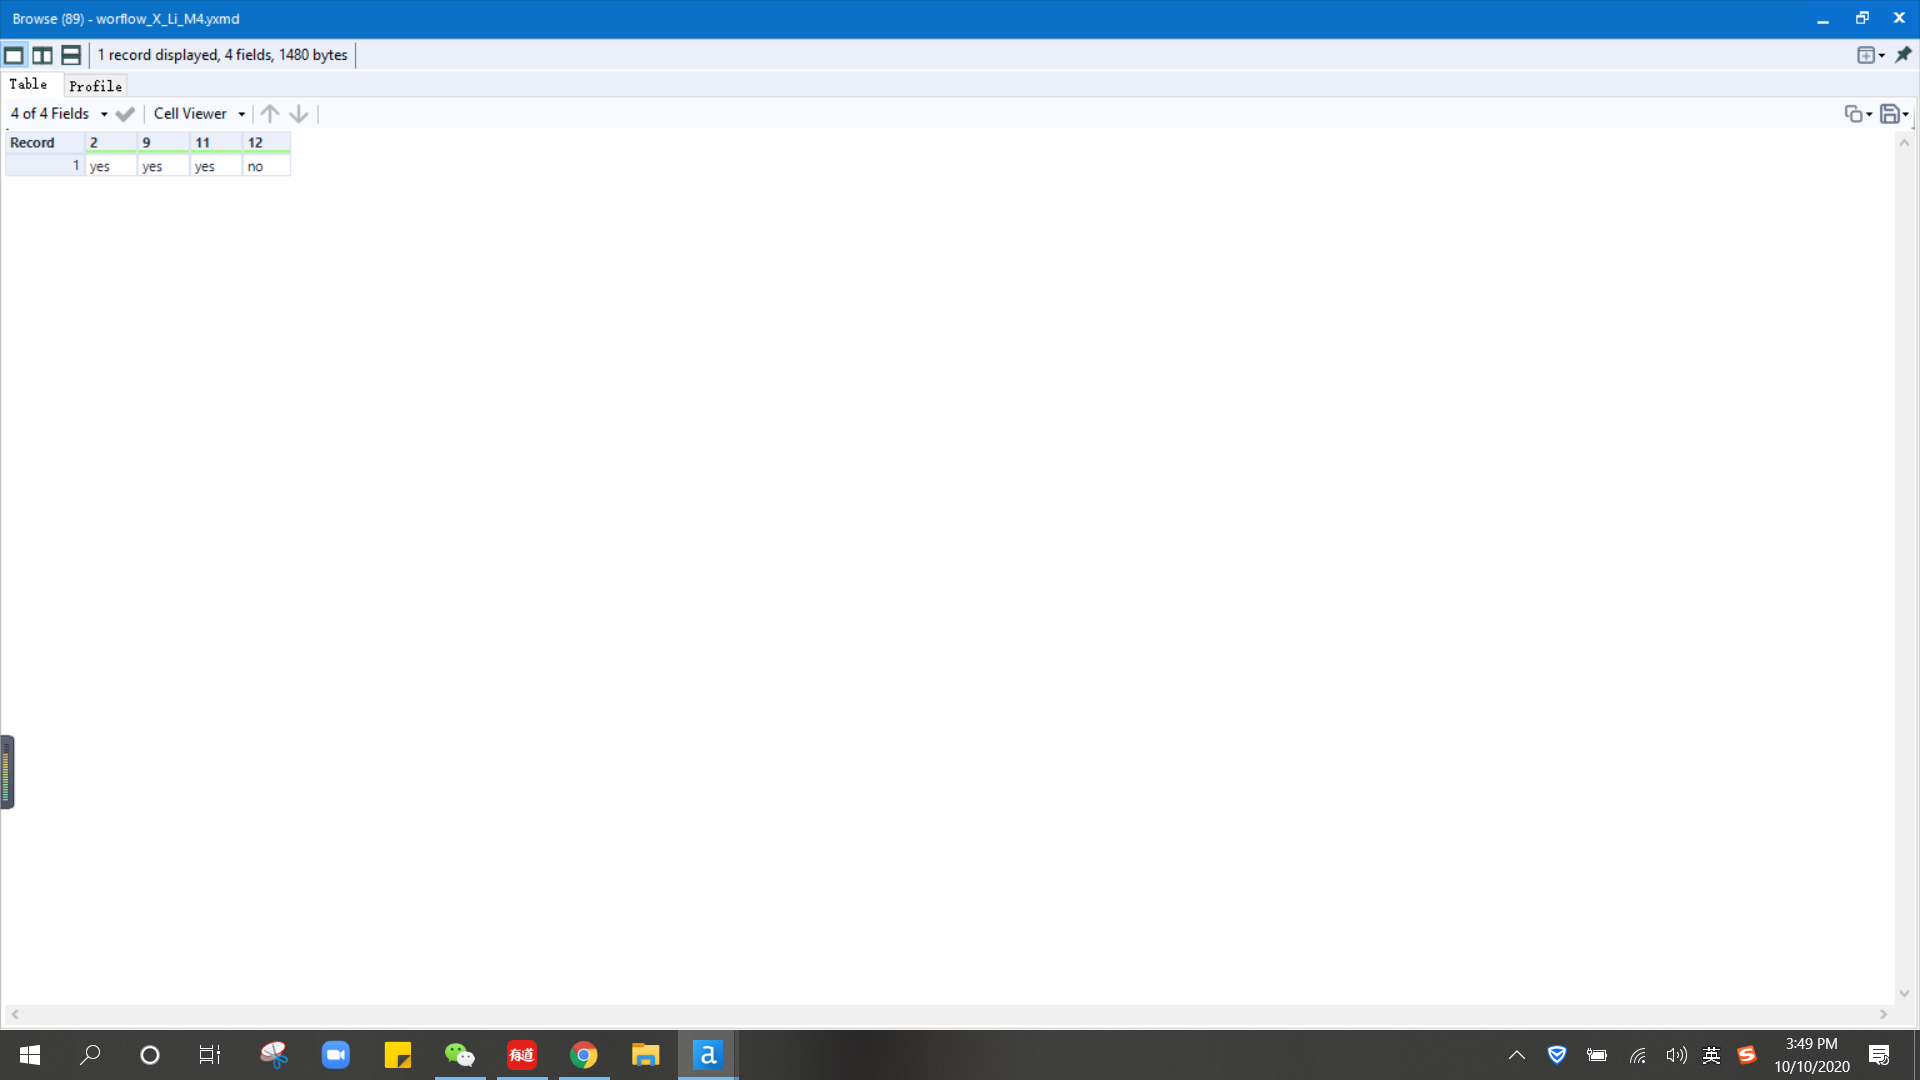 Browse (89) - worflow_X_Li_M4.yxmd
1 record displayed, 4 fields, 1480 bytes
Table Profile
4 of 4 Fields Cell Viewer
Record 2 9 11 12
1 yes yes yes no
有道 a 英 S 3:49 PM
10/10/2020